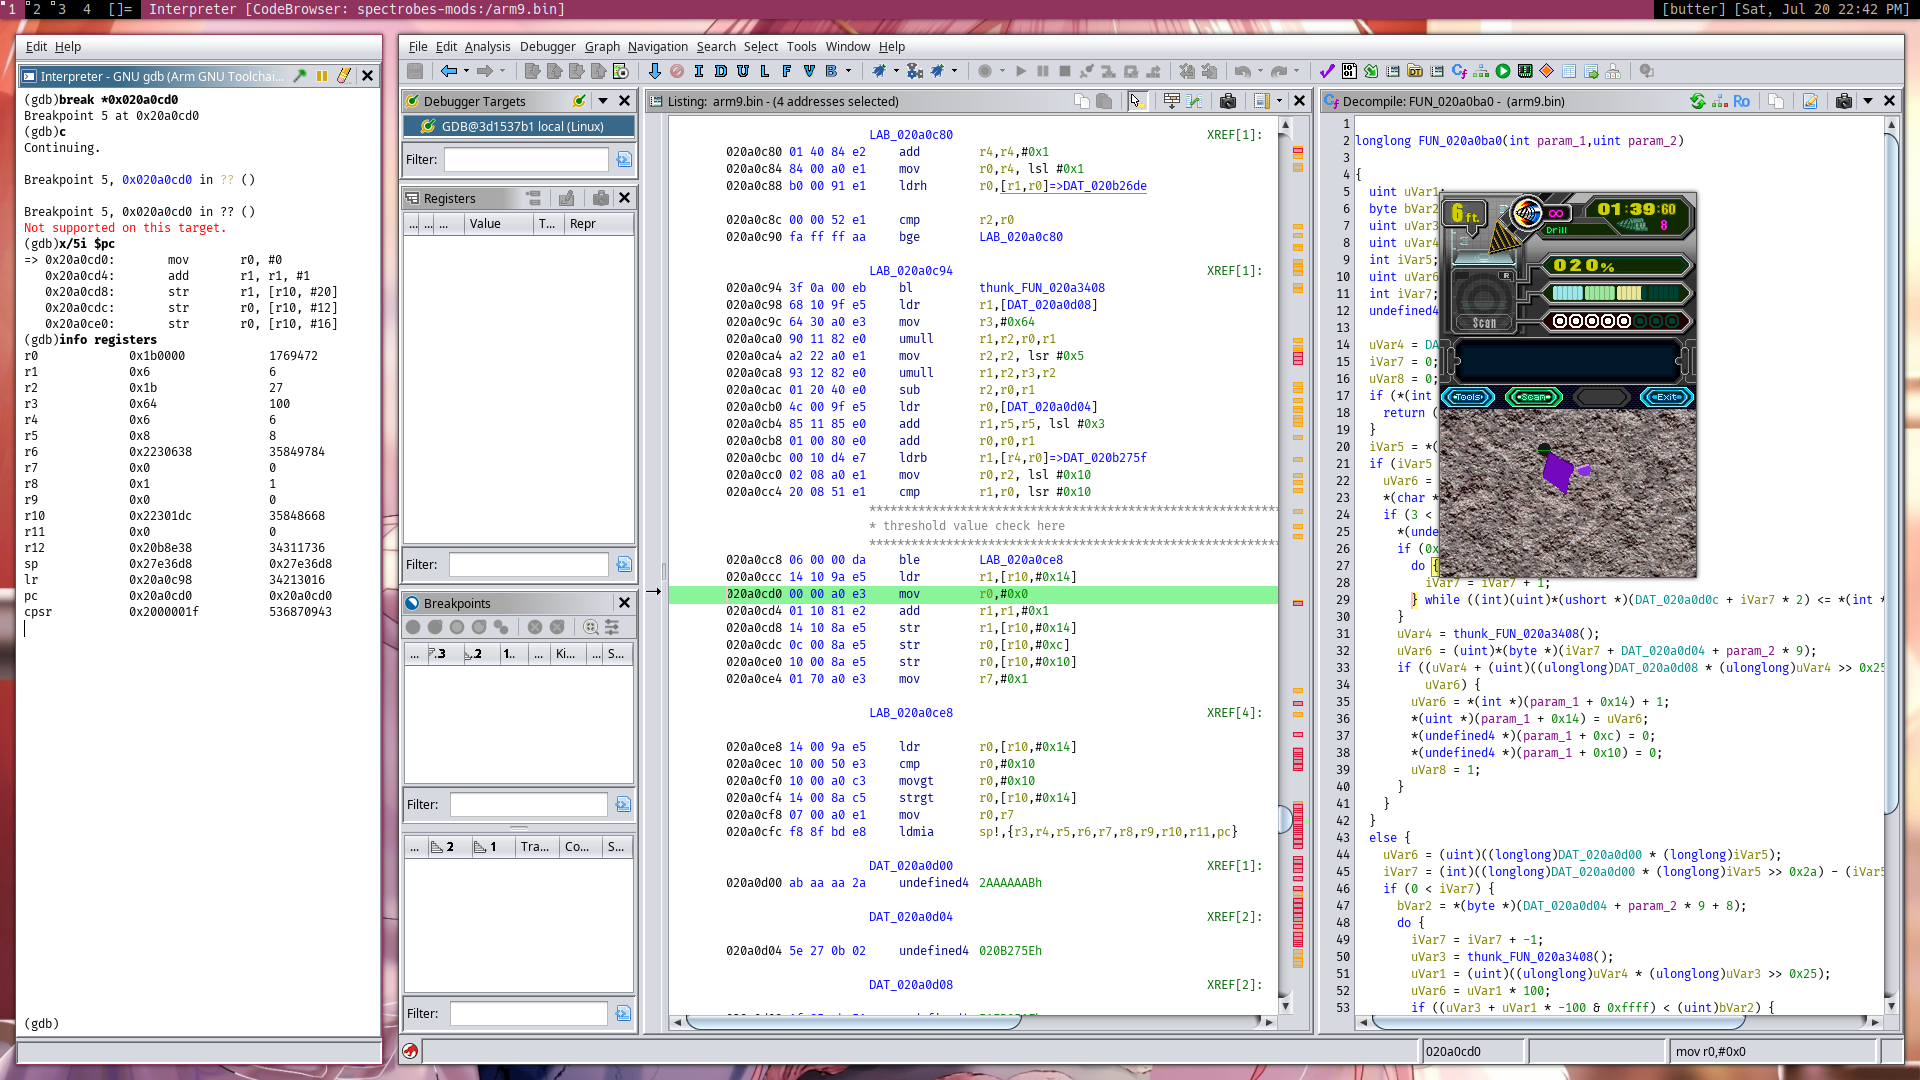 1 2 3 4 []= Interpreter [CodeBrowser: spectrobes-mods:/arm9.bin]
[butter] [Sat, Jul 20 22:42 PM]
Edit Help
Interpreter - GNU gdb (Arm GNU Toolchai...
(gdb)break *0x020a0cd0
Breakpoint 5 at 0x20a0cd0
(gdb)c
Continuing.
Breakpoint 5, 0x020a0cd0 in ?? ()
Breakpoint 5, 0x020a0cd0 in ?? ()
Not supported on this target.
(gdb)x/5i $pc
=> 0x20a0cd0: mov r0, #0
0x20a0cd4: add r1, r1, #1
0x20a0cd8: str r1, [r10, #20]
0x20a0cdc: str r0, [r10, #12]
0x20a0ce0: str r0, [r10, #16]
(gdb)info registers
r0 0x1b0000 1769472
r1 0x6 6
r2 0x1b 27
r3 0x64 100
r4 0x6 6
r5 0x8 8
r6 0x2230638 35849784
r7 0x0 0
r8 0x1 1
r9 0x0 0
r10 0x22301dc 35848668
r11 0x0 0
r12 0x20b8e38 34311736
sp 0x27e36d8 0x27e36d8
lr 0x20a0c98 34213016
pc 0x20a0cd0 0x20a0cd0
cpsr 0x2000001f 536870943
(gdb)
File Edit Analysis Debugger Graph Navigation Search Select Tools Window Help
I D U L F V B
Debugger Targets
GDB@3d1537b1 local (Linux)
Filter:
Registers
... ... ... Value T... Repr
Filter:
Breakpoints
... 3 2 1.. ... Ki... ... S...
Filter:
... 2 1 Tra... Co... S...
Filter:
Listing: arm9.bin - (4 addresses selected)
LAB_020a0c80 XREF[1]:
020a0c80 01 40 84 e2 add r4,r4,#0x1
020a0c84 84 00 a0 e1 mov r0,r4, lsl #0x1
020a0c88 b0 00 91 e1 ldrh r0,[r1,r0]=>DAT_020b26de
020a0c8c 00 00 52 e1 cmp r2,r0
020a0c90 fa ff ff aa bge LAB_020a0c80
LAB_020a0c94 XREF[1]:
020a0c94 3f 0a 00 eb bl thunk_FUN_020a3408
020a0c98 68 10 9f e5 ldr r1,[DAT_020a0d08]
020a0c9c 64 30 a0 e3 mov r3,#0x64
020a0ca0 90 11 82 e0 umull r1,r2,r0,r1
020a0ca4 a2 22 a0 e1 mov r2,r2, lsr #0x5
020a0ca8 93 12 82 e0 umull r1,r2,r3,r2
020a0cac 01 20 40 e0 sub r2,r0,r1
020a0cb0 4c 00 9f e5 ldr r0,[DAT_020a0d04]
020a0cb4 85 11 85 e0 add r1,r5,r5, lsl #0x3
020a0cb8 01 00 80 e0 add r0,r0,r1
020a0cbc 00 10 d4 e7 ldrb r1,[r4,r0]=>DAT_020b275f
020a0cc0 02 08 a0 e1 mov r0,r2, lsl #0x10
020a0cc4 20 08 51 e1 cmp r1,r0, lsr #0x10
* threshold value check here
020a0cc8 06 00 00 da ble LAB_020a0ce8
020a0ccc 14 10 9a e5 ldr r1,[r10,#0x14]
020a0cd0 00 00 a0 e3 mov r0,#0x0
020a0cd4 01 10 81 e2 add r1,r1,#0x1
020a0cd8 14 10 8a e5 str r1,[r10,#0x14]
020a0cdc 0c 00 8a e5 str r0,[r10,#0xc]
020a0ce0 10 00 8a e5 str r0,[r10,#0x10]
020a0ce4 01 70 a0 e3 mov r7,#0x1
LAB_020a0ce8 XREF[4]:
020a0ce8 14 00 9a e5 ldr r0,[r10,#0x14]
020a0cec 10 00 50 e3 cmp r0,#0x10
020a0cf0 10 00 a0 c3 movgt r0,#0x10
020a0cf4 14 00 8a c5 strgt r0,[r10,#0x14]
020a0cf8 07 00 a0 e1 mov r0,r7
020a0cfc f8 8f bd e8 ldmia sp!,{r3,r4,r5,r6,r7,r8,r9,r10,r11,pc}
DAT_020a0d00 XREF[1]:
020a0d00 ab aa aa 2a undefined4 2AAAAAABh
DAT_020a0d04 XREF[2]:
020a0d04 5e 27 0b 02 undefined4 020B275Eh
DAT_020a0d08 XREF[2]:
Decompile: FUN_020a0ba0 - (arm9.bin)
Ro
1
2 longlong FUN_020a0ba0(int param_1,uint param_2)
3
4 {
5 uint uVar1;
6 byte bVar2
7 uint uVar3
8 uint uVar4
9 int iVar5;
10 uint uVar6
11 int iVar7;
12 undefined4
13
14 uVar4 = DA
15 iVar7 = 0;
16 uVar8 = 0;
17 if (*(int
18 return (
19 }
20 iVar5 = *(
21 if (iVar5
22 uVar6 =
23 *(char *
24 if (3 <
25 *(unde
26 if (0x
27 do {
28 iVar7 = iVar7 + 1;
29 } while ((int)(uint)*(ushort *)(DAT_020a0d0c + iVar7 * 2) <= *(int *
30 }
31 uVar4 = thunk_FUN_020a3408();
32 uVar6 = (uint)*(byte *)(iVar7 + DAT_020a0d04 + param_2 * 9);
33 if ((uVar4 + (uint)((ulonglong)DAT_020a0d08 * (ulonglong)uVar4 >> 0x25
34 uVar6) {
35 uVar6 = *(int *)(param_1 + 0x14) + 1;
36 *(uint *)(param_1 + 0x14) = uVar6;
37 *(undefined4 *)(param_1 + 0xc) = 0;
38 *(undefined4 *)(param_1 + 0x10) = 0;
39 uVar8 = 1;
40 }
41 }
42 }
43 else {
44 uVar6 = (uint)((longlong)DAT_020a0d00 * (longlong)iVar5);
45 iVar7 = (int)((longlong)DAT_020a0d00 * (longlong)iVar5 >> 0x2a) - (iVar5
46 if (0 < iVar7) {
47 bVar2 = *(byte *)(DAT_020a0d04 + param_2 * 9 + 8);
48 do {
49 iVar7 = iVar7 + -1;
50 uVar3 = thunk_FUN_020a3408();
51 uVar1 = (uint)((ulonglong)uVar4 * (ulonglong)uVar3 >> 0x25);
52 uVar6 = uVar1 * 100;
53 if ((uVar3 + uVar1 * -100 & 0xffff) < (uint)bVar2) {
6 ft.
∞
01:39:60
Drill
LV. 8
020%
R
Scan
Tools Scan Exit
020a0cd0
mov r0,#0x0